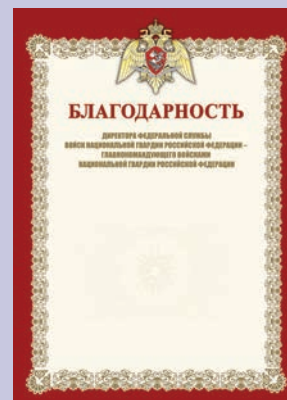 БЛАГОДАРНОСТЬ
ДИРЕКТОРА ФЕДЕРАЛЬНОЙ СЛУЖБЫ
ВОЙСК НАЦИОНАЛЬНОЙ ГВАРДИИ РОССИЙСКОЙ ФЕДЕРАЦИИ –
ГЛАВНОКОМАНДУЮЩЕГО ВОЙСКАМИ
НАЦИОНАЛЬНОЙ ГВАРДИИ РОССИЙСКОЙ ФЕДЕРАЦИИ